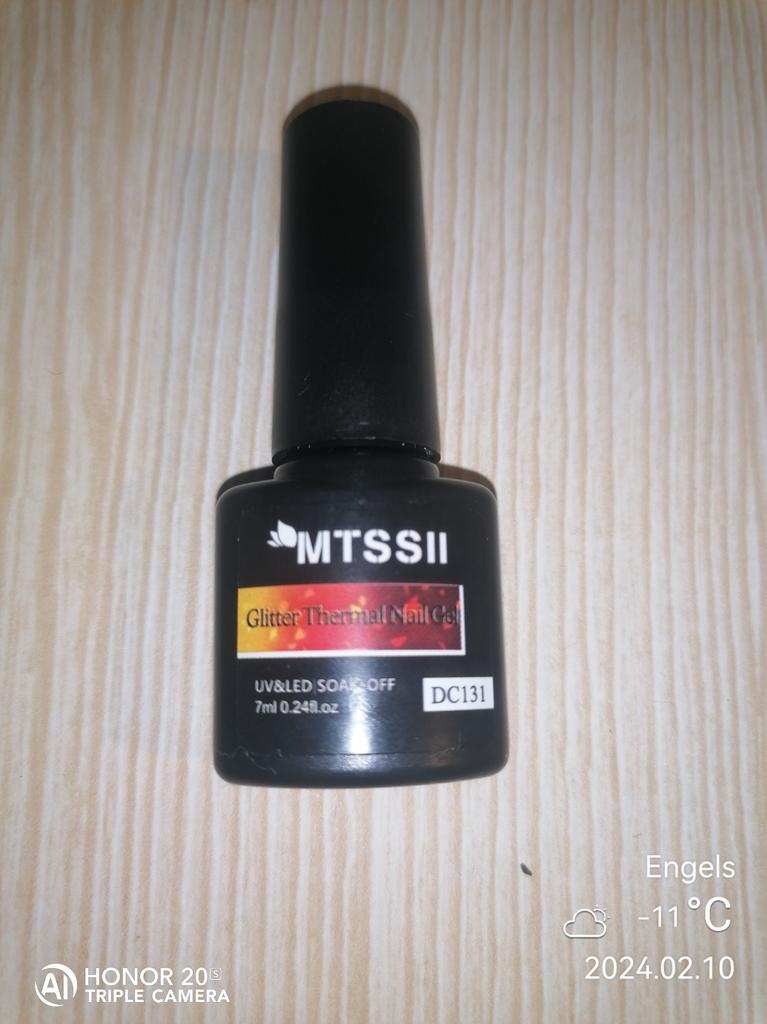 MTSSII
Glitter Thermal Nail Gel
UV&LED SOAK-OFF
7ml 0.24fl.oz
DC131
Engels
-11°C
2024.02.10
AI HONOR 20S
TRIPLE CAMERA